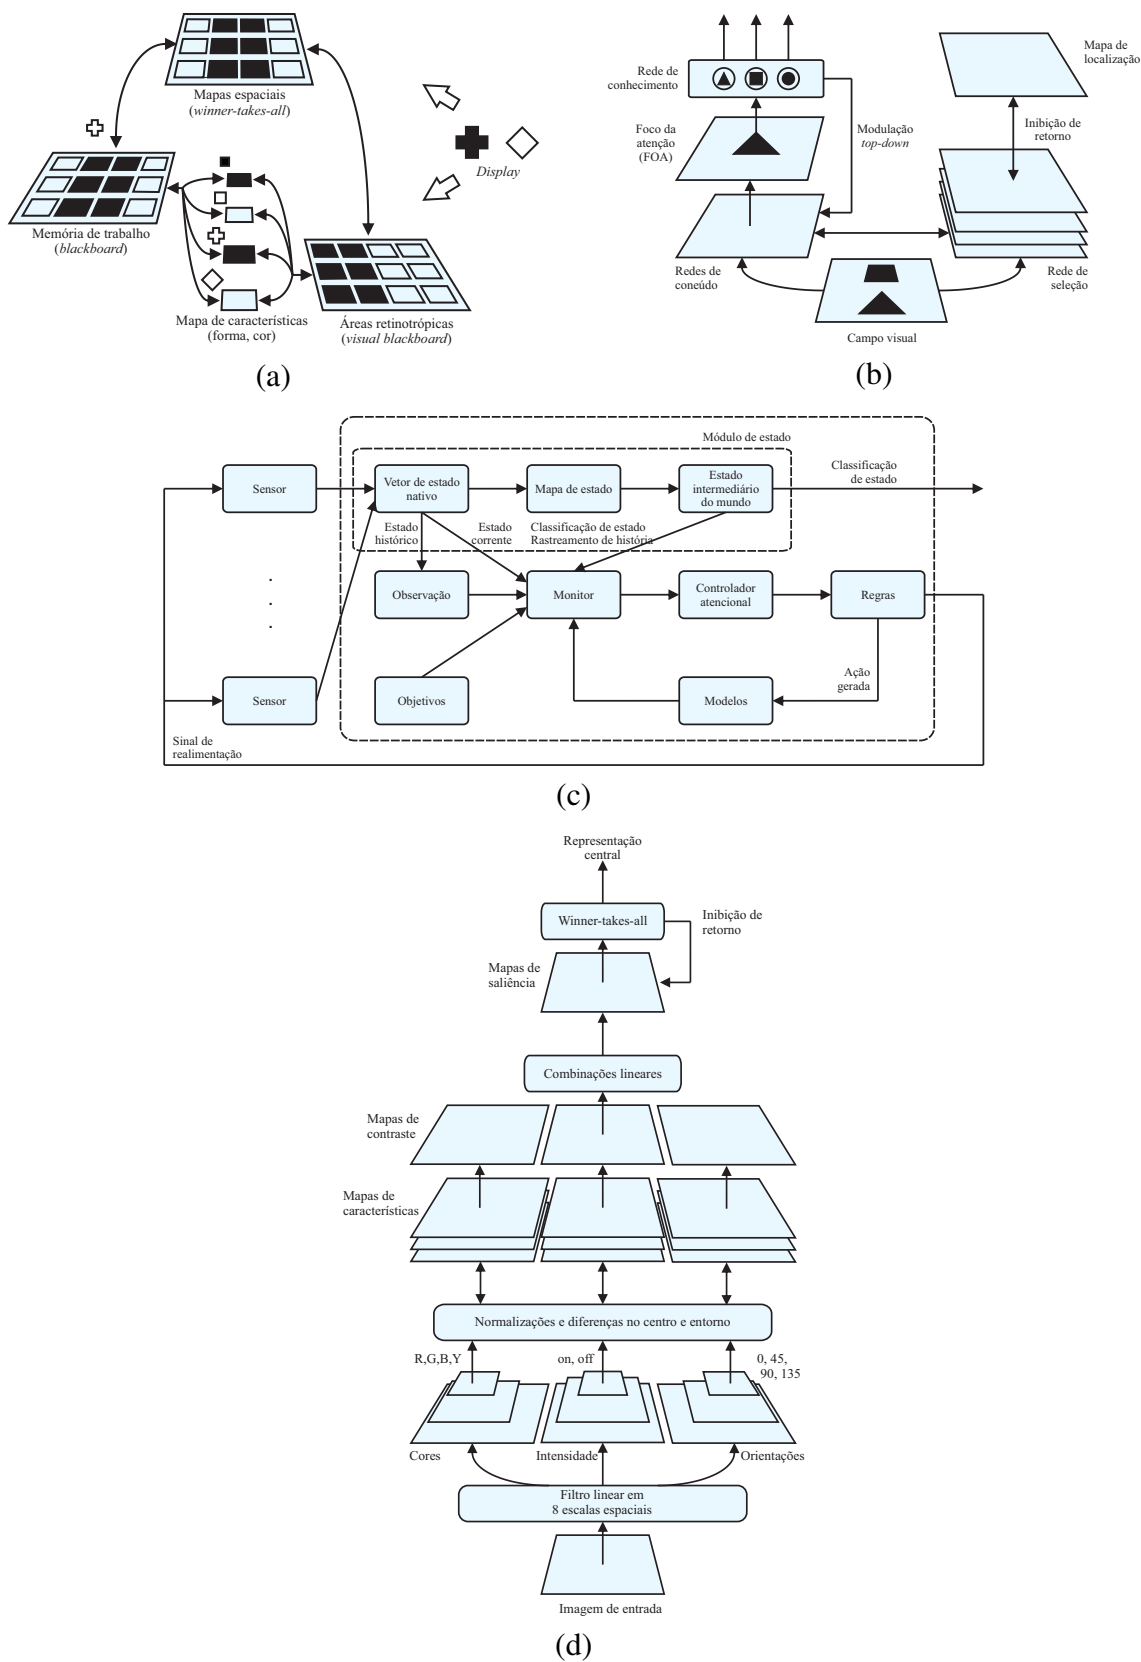 Mapas espaciais
(winner-takes-all)
Display
Memória de trabalho
(blackboard)
Mapa de características
(forma, cor)
Áreas retinotrópicas
(visual blackboard)
(a)
Rede de
conhecimento
Mapa de
localização
Foco da
atenção
(FOA)
Modulação
top-down
Inibição de
retorno
Redes de
coneúdo
Rede de
seleção
Campo visual
(b)
Módulo de estado
Sensor
Vetor de estado
nativo
Mapa de estado
Estado
intermediário
do mundo
Classificação
de estado
Estado
histórico
Estado
corrente
Classificação de estado
Rastreamento de história
Observação
Monitor
Controlador
atencional
Regras
Sensor
Objetivos
Modelos
Ação
gerada
Sinal de
realimentação
(c)
Representação
central
Winner-takes-all
Inibição de
retorno
Mapas de
saliência
Combinações lineares
Mapas de
contraste
Mapas de
características
Normalizações e diferenças no centro e entorno
R,G,B,Y
on, off
0, 45,
90, 135
Cores
Intensidade
Orientações
Filtro linear em
8 escalas espaciais
Imagem de entrada
(d)